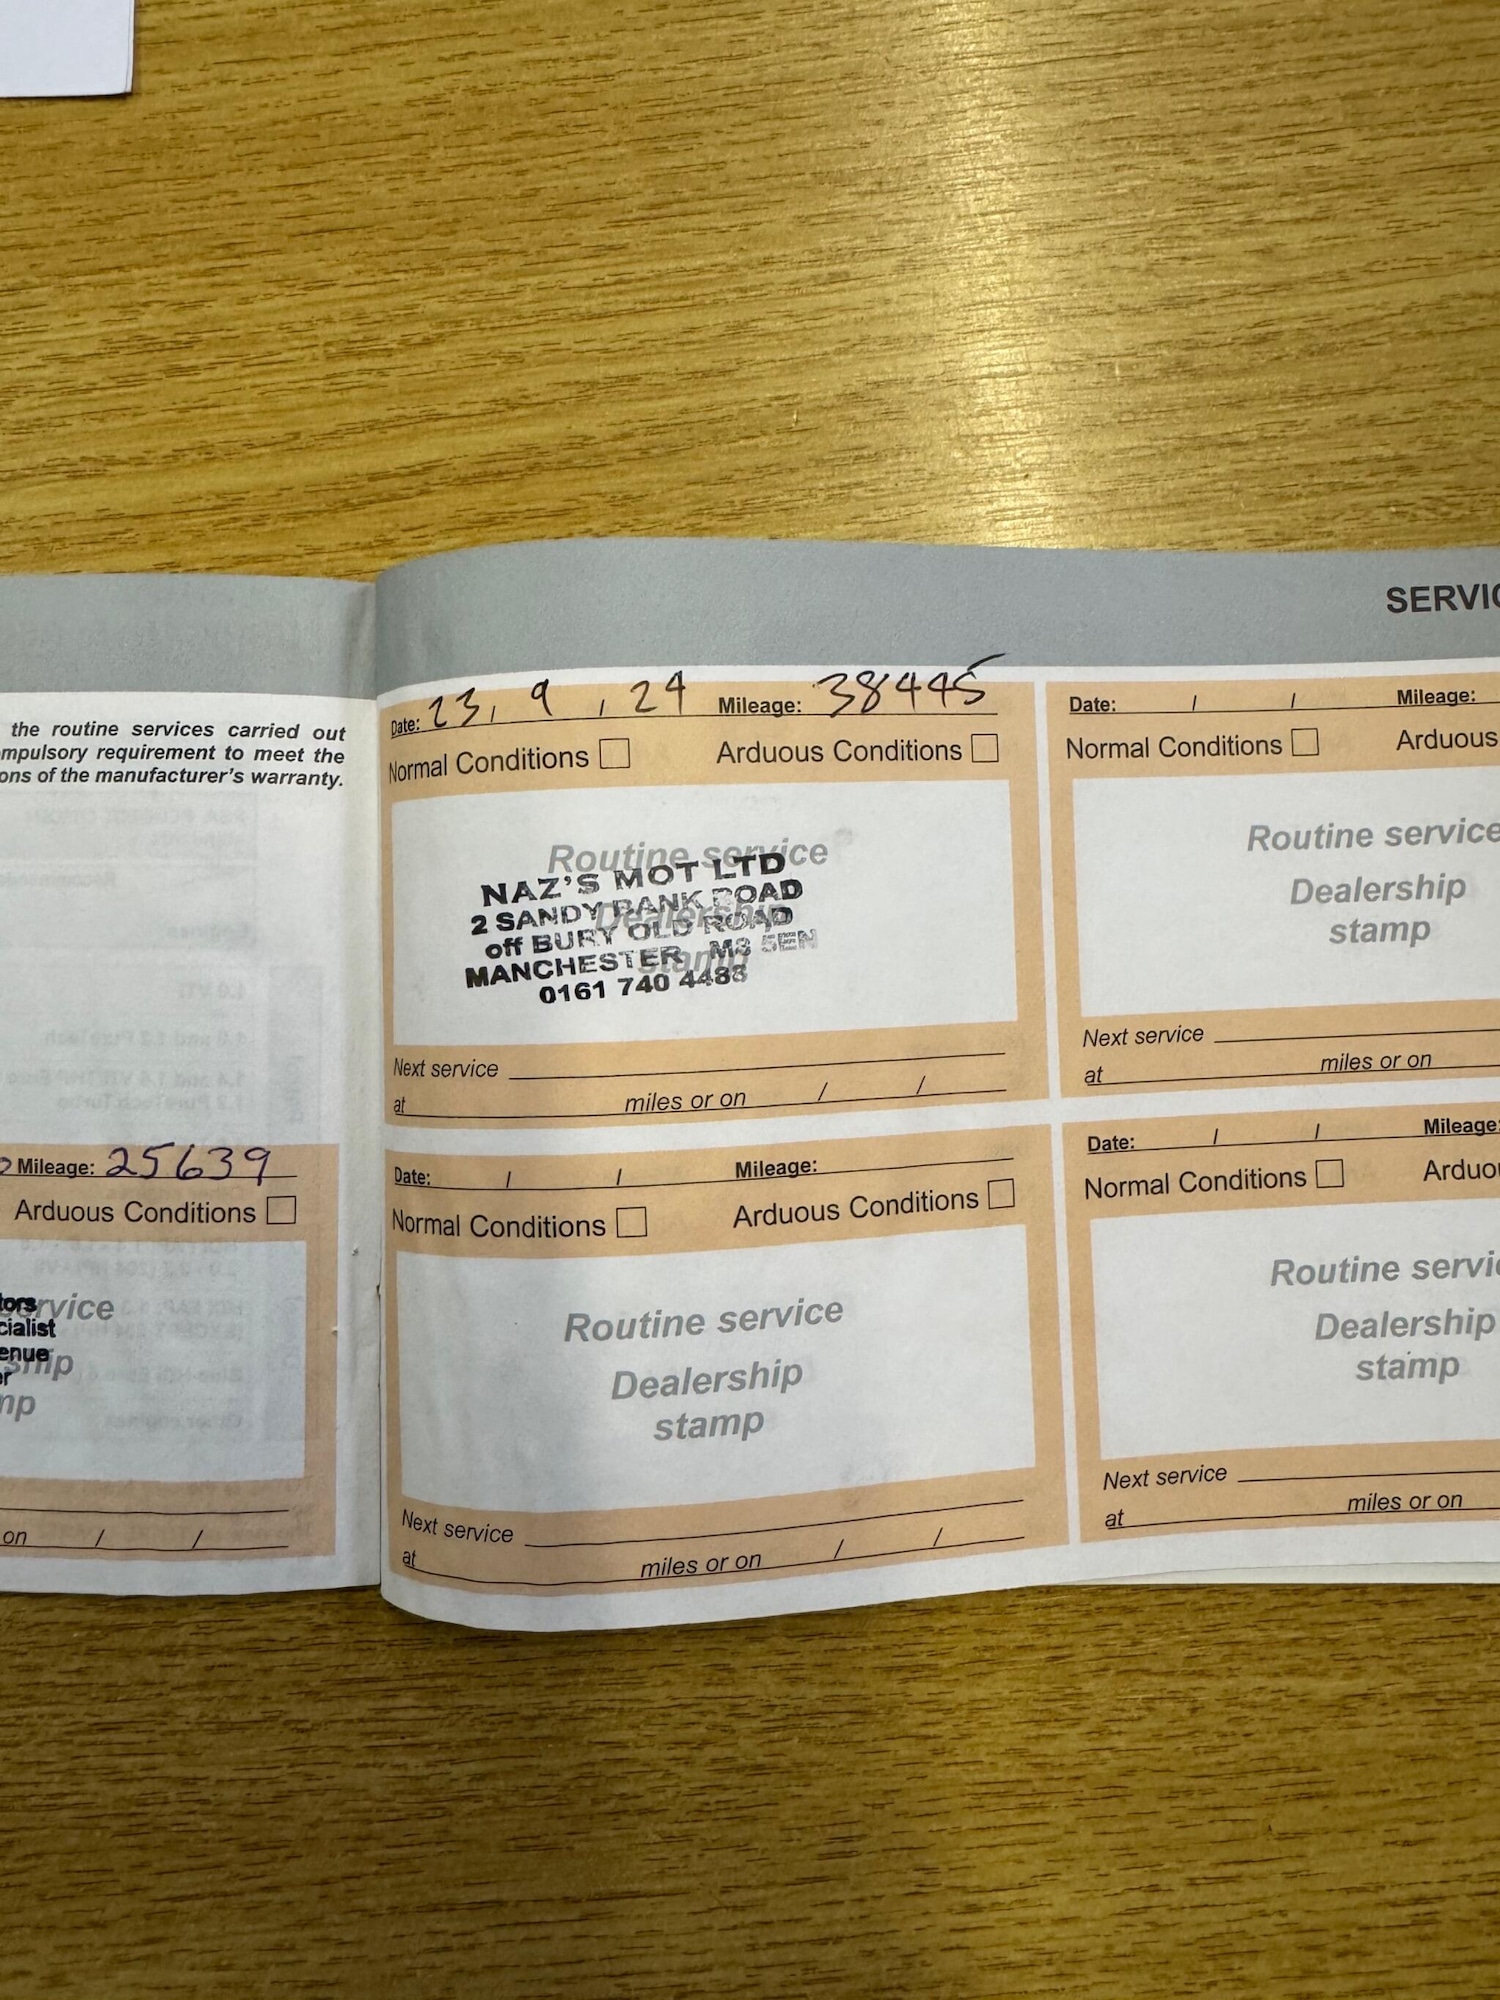 the routine services carried out
requirement to meet the
of the manufacturer's warranty.
Mileage: 25639
Arduous Conditions
on / /
SERVIC
Date: 23, 9 , 24 Mileage: 38445
Normal Conditions Arduous Conditions
Routine service
Dealership
stamp
NAZ'S MOT LTD
2 SANDY BANK ROAD
off BURY OLD ROAD
MANCHESTER M8 5EN
0161 740 4488
Next service
at miles or on / /
Date: / / Mileage:
Normal Conditions Arduous Conditions
Routine service
Dealership
stamp
Next service
at miles or on / /
Date: / / Mileage:
Normal Conditions Arduous
Routine service
Dealership
stamp
Next service
at miles or on
Date: / / Mileage:
Normal Conditions
Routine
Dealership
stamp
Next service
at miles or on